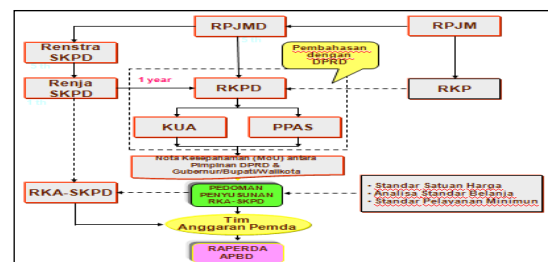 RPJMD
RPJM
Renstra
SKPD
Pembahasan
dengan
DPRD
Renja
SKPD
1 year
RKPD
RKP
KUA
PPAS
Nota Kesepahaman (MoU) antara
Pimpinan DPRD &
Gubernur/Bupati/Walikota
RKA-SKPD
PEDOMAN
PENYUSUNAN
RKA-SKPD
- Standar Satuan Harga
- Analisa Standar Belanja
- Standar Pelayanan Minimun
Tim
Anggaran Pemda
RAPERDA
APBD